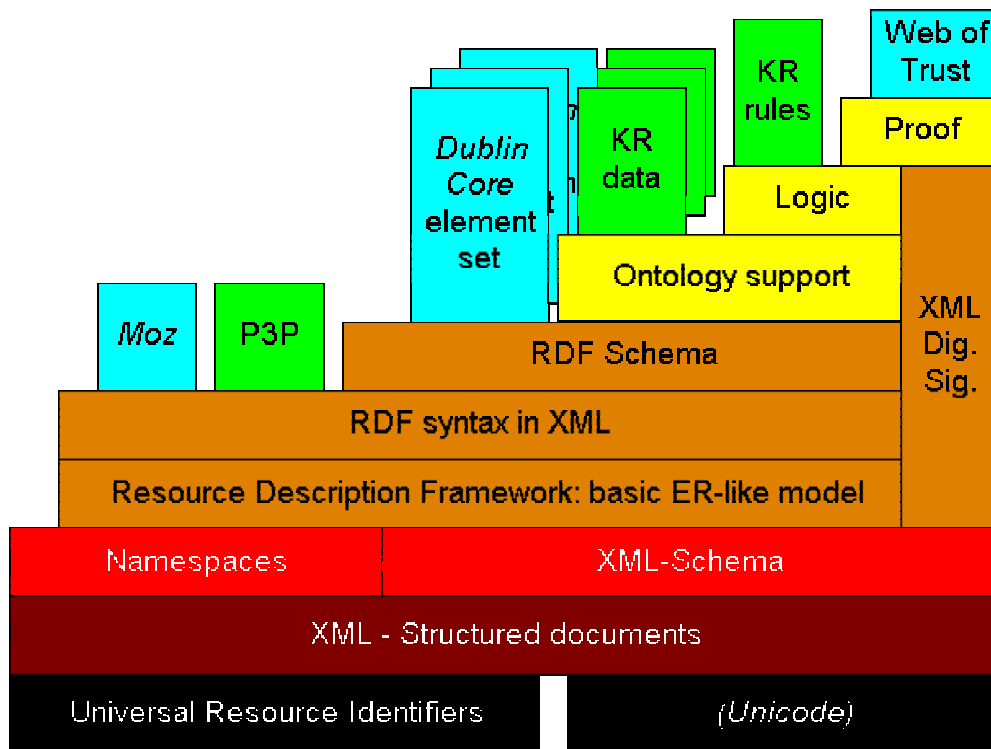 Web of
Trust
KR
rules
Proof
Dublin
Core
element
set
KR
data
Logic
Ontology support
XML
Dig.
Sig.
Moz
P3P
RDF Schema
RDF syntax in XML
Resource Description Framework: basic ER-like model
Namespaces
XML-Schema
XML - Structured documents
Universal Resource Identifiers
(Unicode)